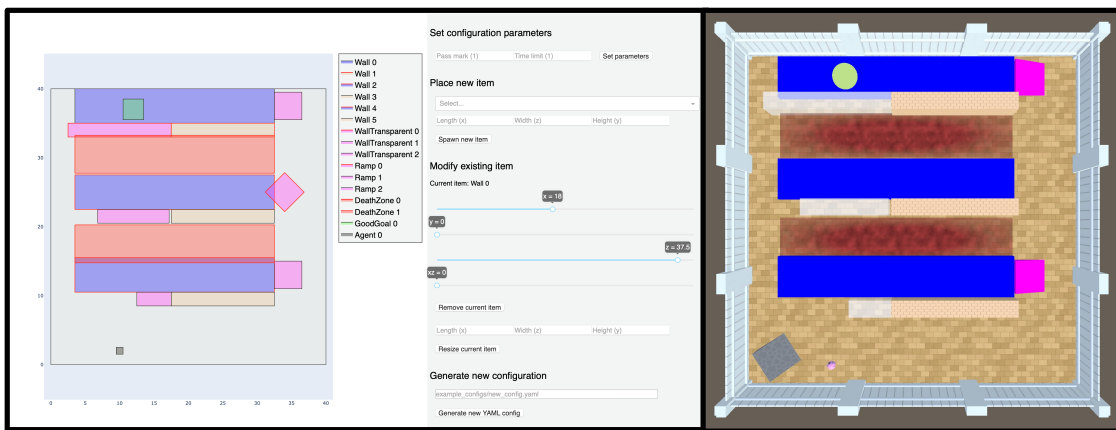 40
30
20
10
0
0
5
10
15
20
25
30
35
40
Wall 0
Wall 1
Wall 2
Wall 3
Wall 4
Wall 5
WallTransparent 0
WallTransparent 1
WallTransparent 2
Ramp 0
Ramp 1
Ramp 2
DeathZone 0
DeathZone 1
GoodGoal 0
Agent 0
Set configuration parameters
Pass mark (1) Time limit (1) Set parameters
Place new item
Select...
Length (x) Width (z) Height (y)
Spawn new item
Modify existing item
Current item: Wall 0
x = 18
y = 0
z = 37.5
xz = 0
Remove current item
Length (x) Width (z) Height (y)
Resize current item
Generate new configuration
example_configs/new_config.yaml
Generate new YAML config